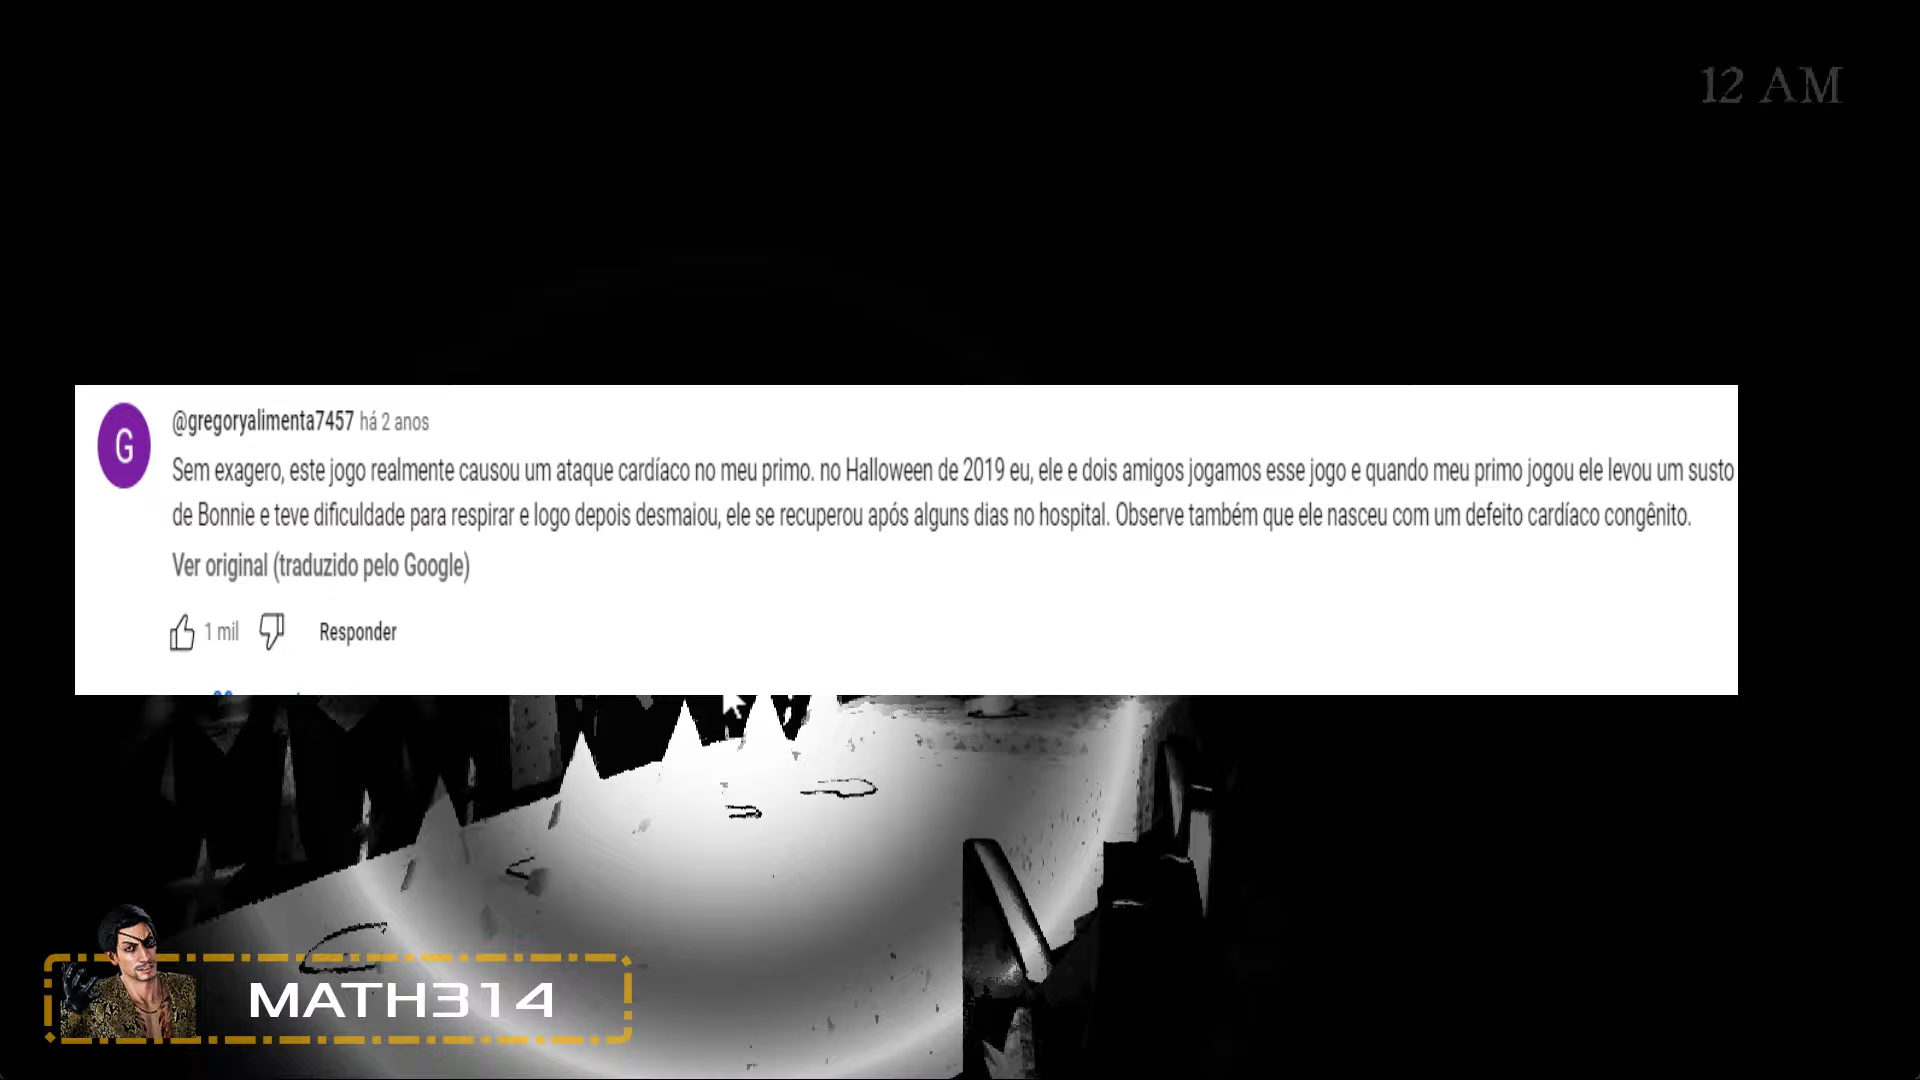 12 AM
G
@gregoryalimenta7457 há 2 anos
Sem exagero, este jogo realmente causou um ataque cardíaco no meu primo. no Halloween de 2019 eu, ele e dois amigos jogamos esse jogo e quando meu primo jogou ele levou um susto
de Bonnie e teve dificuldade para respirar e logo depois desmaiou, ele se recuperou após alguns dias no hospital. Observe também que ele nasceu com um defeito cardíaco congênito.
Ver original (traduzido pelo Google)
1 mil Responder
MATH314